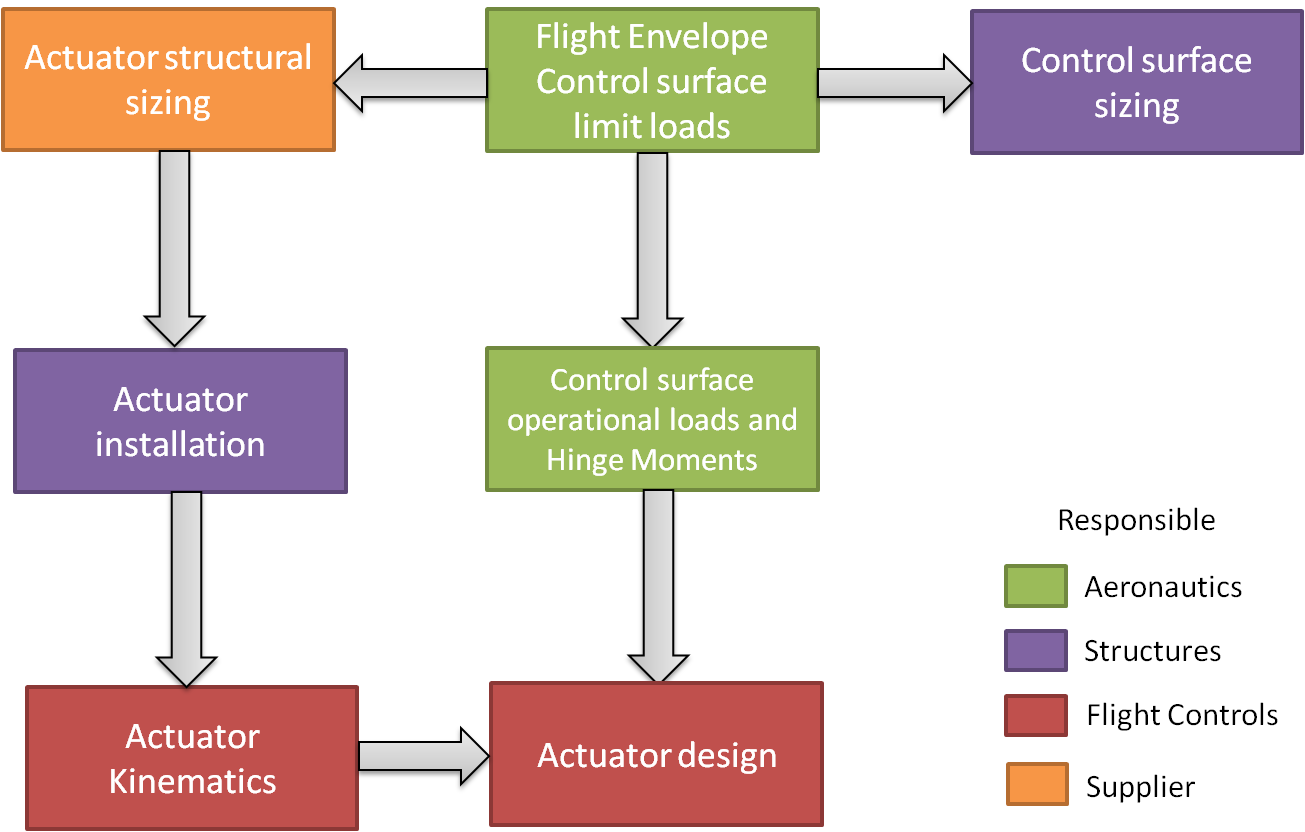 Actuator structural
sizing
Flight Envelope
Control surface
limit loads
Control surface
sizing
Actuator
installation
Control surface
operational loads and
Hinge Moments
Actuator
Kinematics
Actuator design
Responsible
Aeronautics
Structures
Flight Controls
Supplier